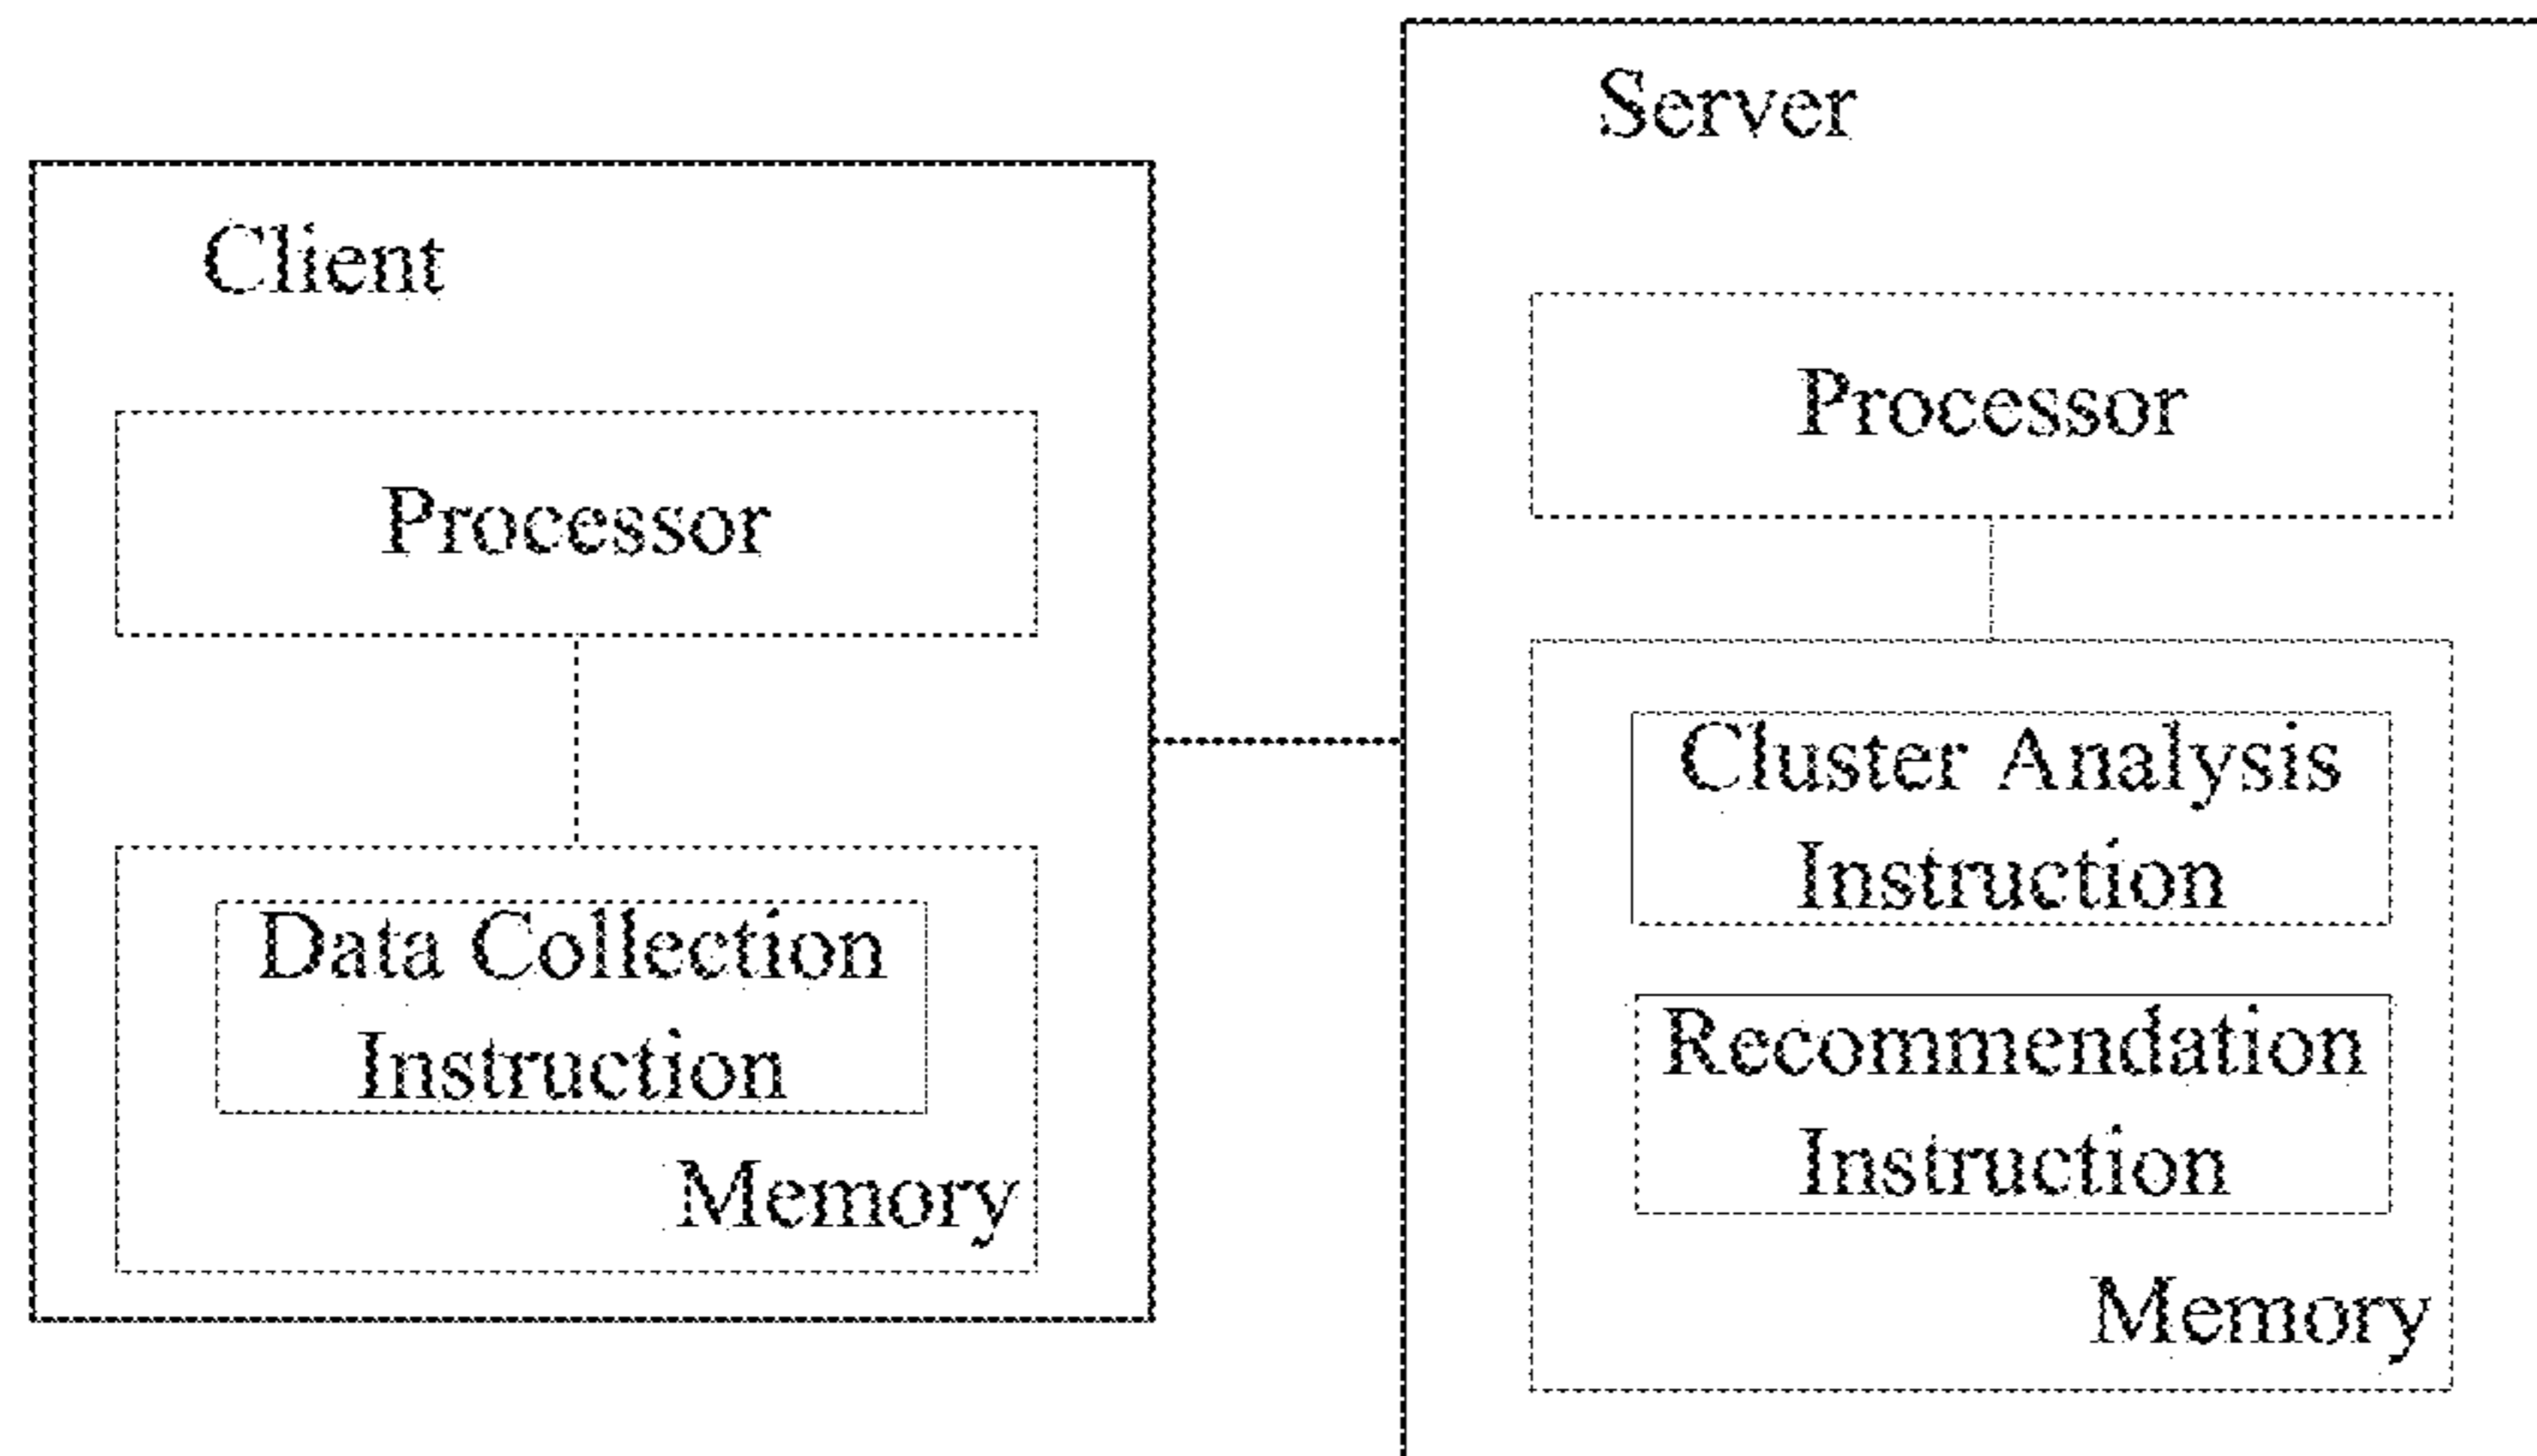 Client
Processor
Data Collection
Instruction
Memory
Server
Processor
Cluster Analysis
Instruction
Recommendation
Instruction
Memory